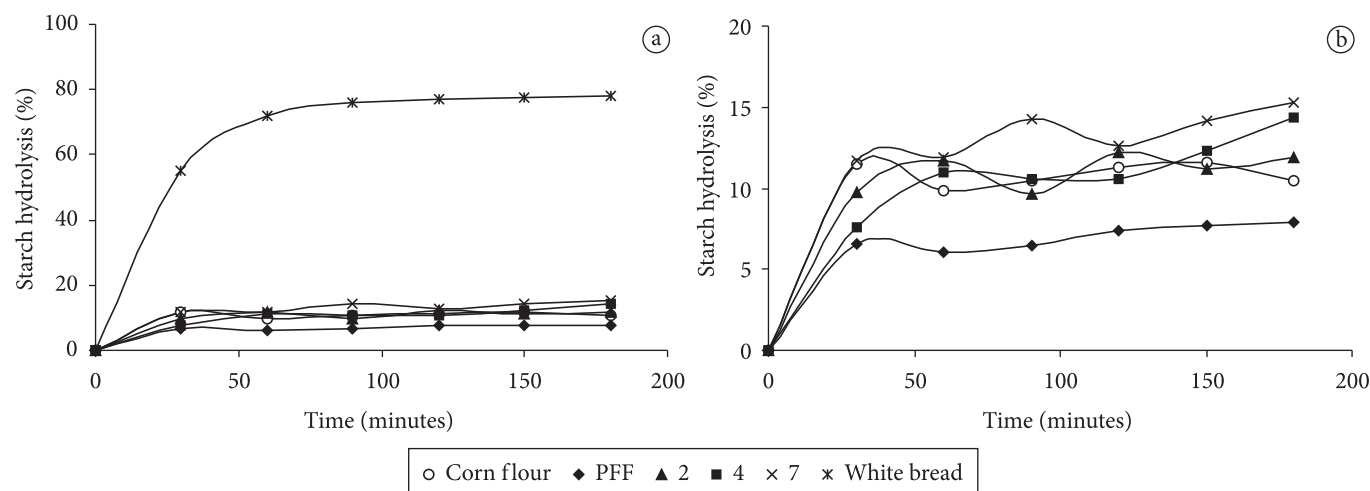 100
80
60
40
20
0
Starch hydrolysis (%)
a
0 50 100 150 200
Time (minutes)
20
15
10
5
0
Starch hydrolysis (%)
b
0 50 100 150 200
Time (minutes)
Corn flour PFF 2 4 7 White bread